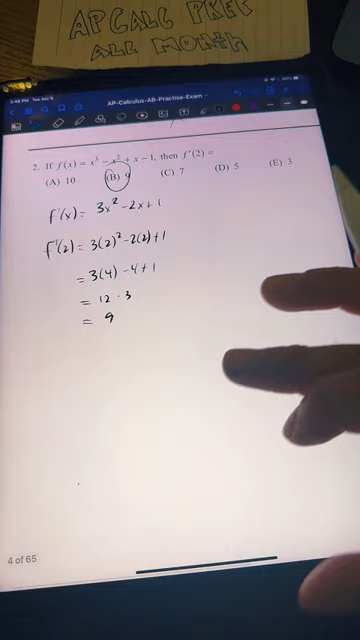 AP CALC PREP
ALL MONTH
AP-Calculus-AB-Practice-Exam
2. If f(x) = x³ − x² + x − 1, then f′(2) =
(A) 10 (B) 9 (C) 7 (D) 5 (E) 3
f'(x) = 3x² − 2x + 1
f'(2) = 3(2)² − 2(2) + 1
= 3(4) − 4 + 1
= 12 - 3
= 9
4 of 65